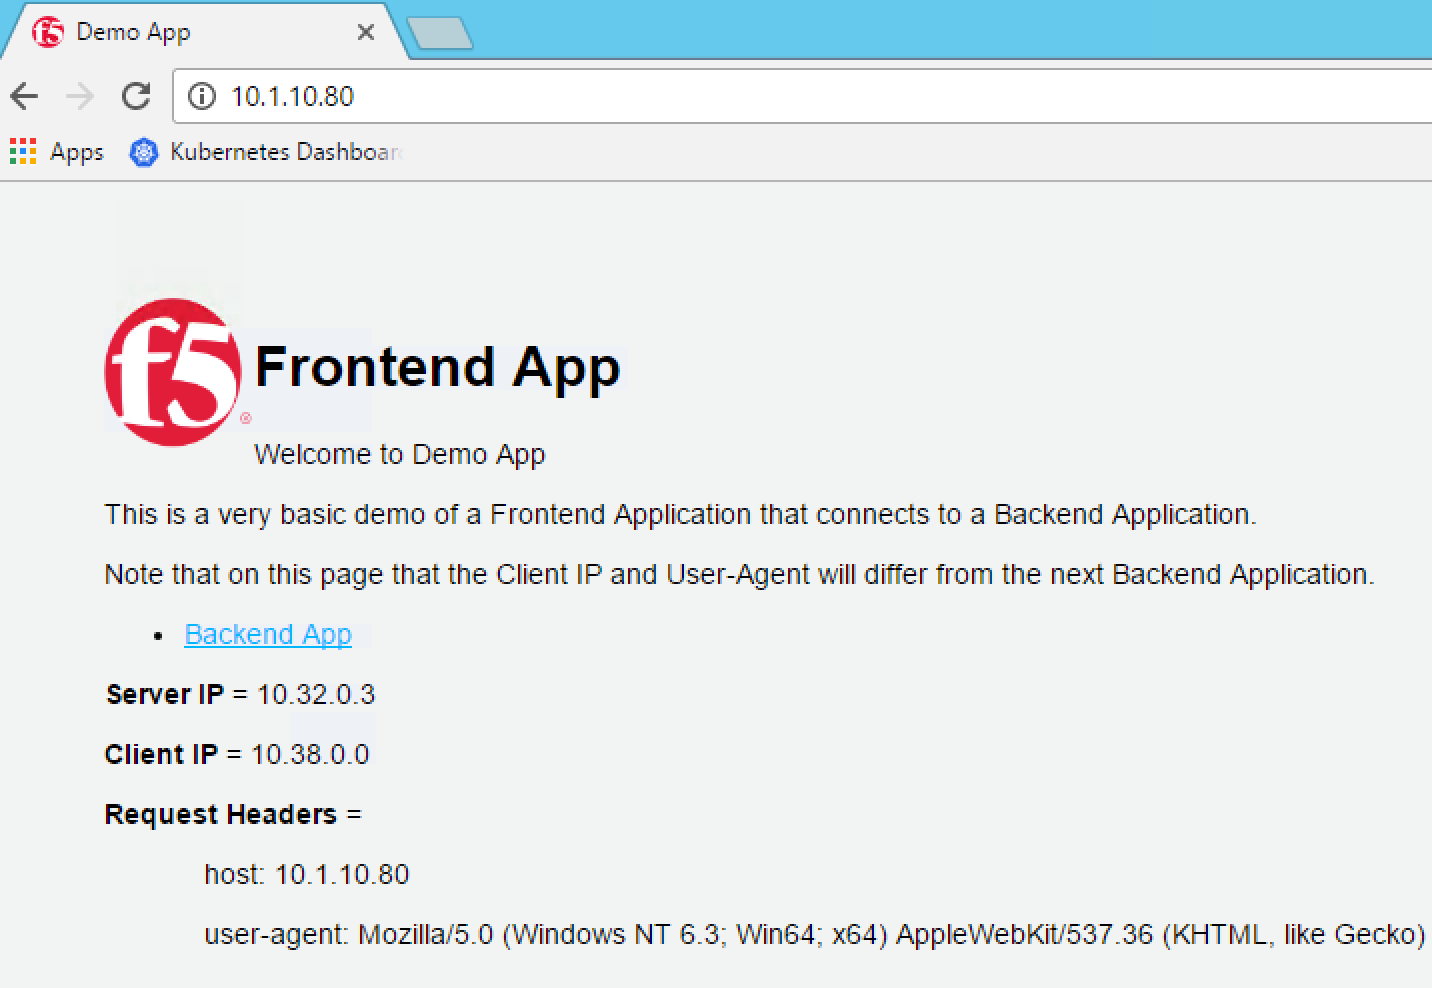 Demo App
10.1.10.80
Apps Kubernetes Dashboar
f5
®
Frontend App
Welcome to Demo App
This is a very basic demo of a Frontend Application that connects to a Backend Application.
Note that on this page that the Client IP and User-Agent will differ from the next Backend Application.
• Backend App
Server IP = 10.32.0.3
Client IP = 10.38.0.0
Request Headers =
host: 10.1.10.80
user-agent: Mozilla/5.0 (Windows NT 6.3; Win64; x64) AppleWebKit/537.36 (KHTML, like Gecko)